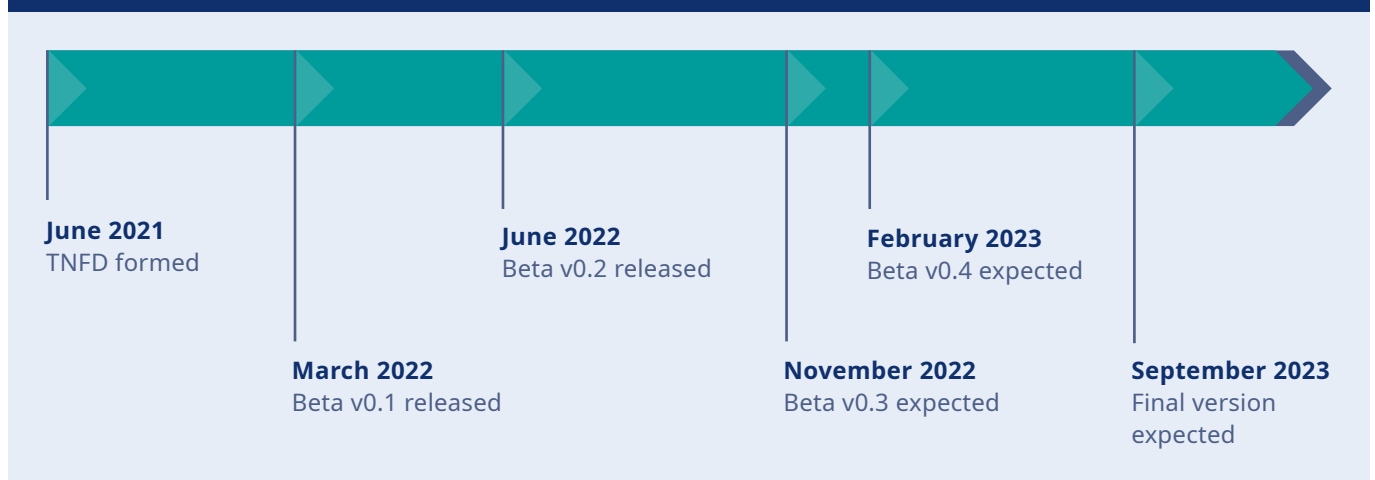 June 2021
TNFD formed
March 2022
Beta v0.1 released
June 2022
Beta v0.2 released
November 2022
Beta v0.3 expected
February 2023
Beta v0.4 expected
September 2023
Final version
expected